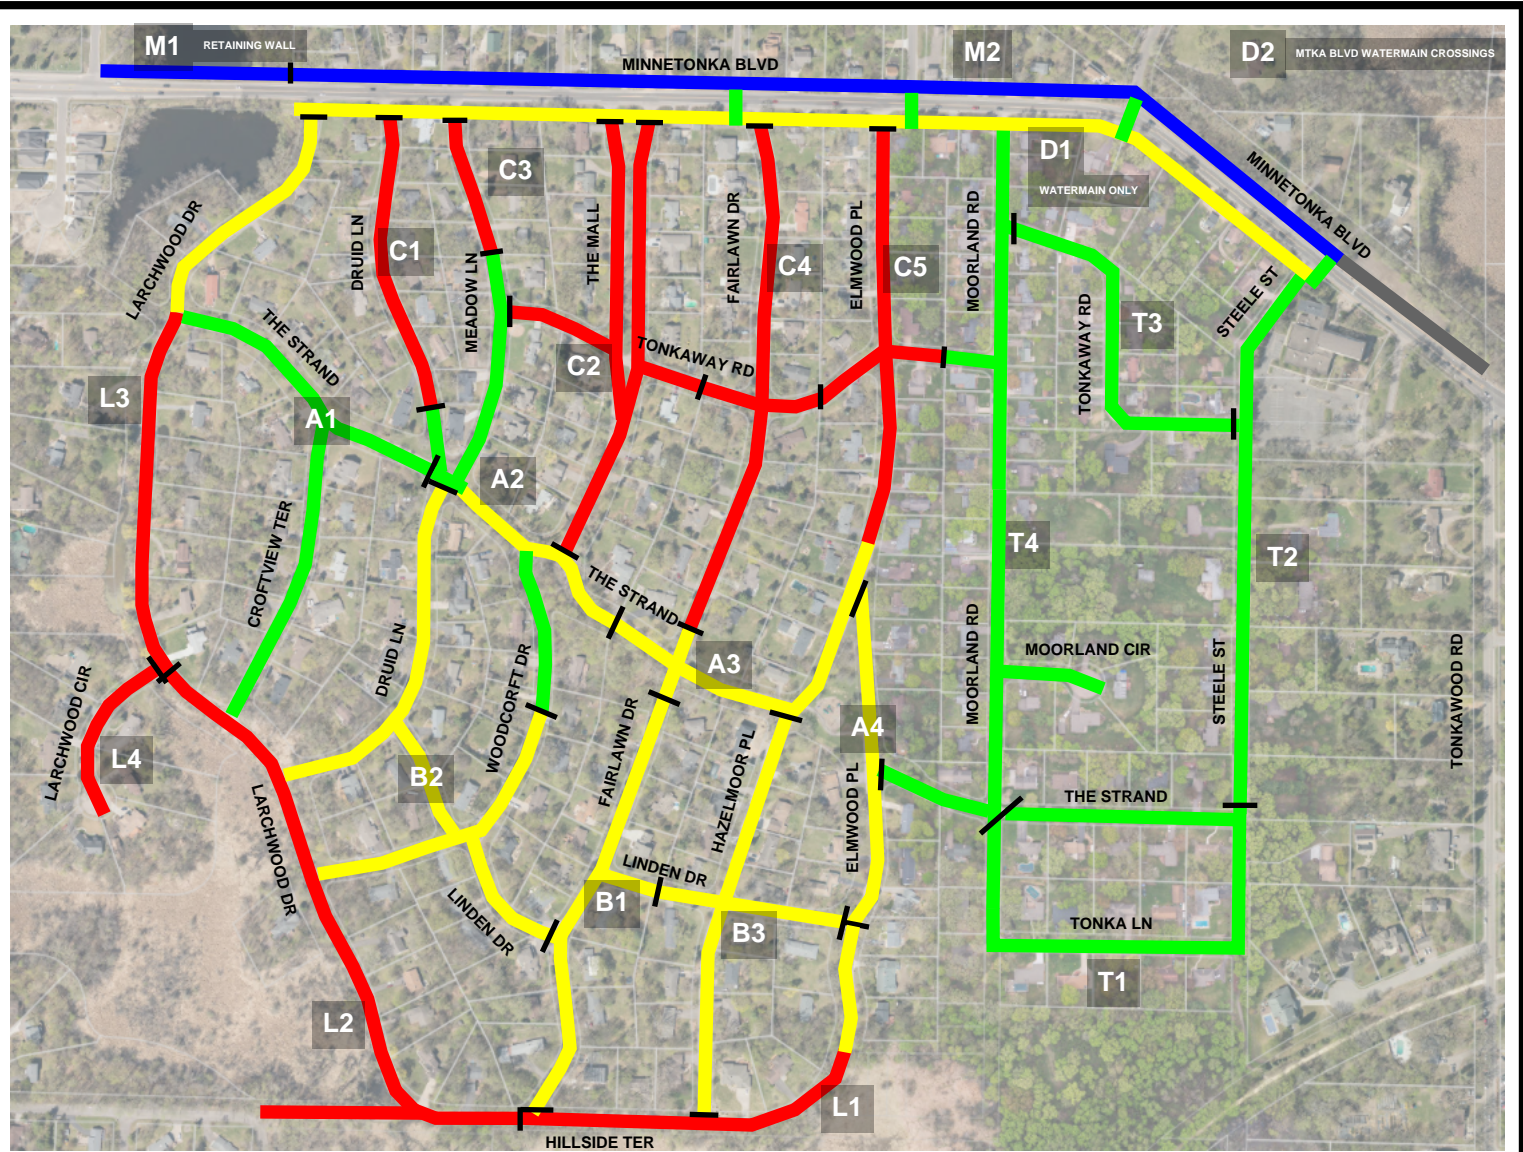 M1
RETAINING WALL
MINNETONKA BLVD
M2
D2
MTKA BLVD WATERMAIN CROSSINGS
C3
D1
WATERMAIN ONLY
MINNETONKA BLVD
LARCHWOOD DR
DRUID LN
C1
MEADOW LN
THE MALL
FAIRLAWN DR
C4
ELMWOOD PL
C5
MOORLAND RD
TONKAWAY RD
T3
STEELE ST
THE STRAND
C2
TONKAWAY RD
L3
A1
A2
CROFTVIEW TER
THE STRAND
T4
T2
DRUID LN
WOODCORFT DR
A3
MOORLAND RD
MOORLAND CIR
STEELE ST
TONKAWOOD RD
LARCHWOOD CIR
L4
B2
FAIRLAWN DR
HAZELMOOR PL
A4
ELMWOOD PL
THE STRAND
LARCHWOOD DR
LINDEN DR
LINDEN DR
B1
B3
TONKA LN
T1
L2
L1
HILLSIDE TER